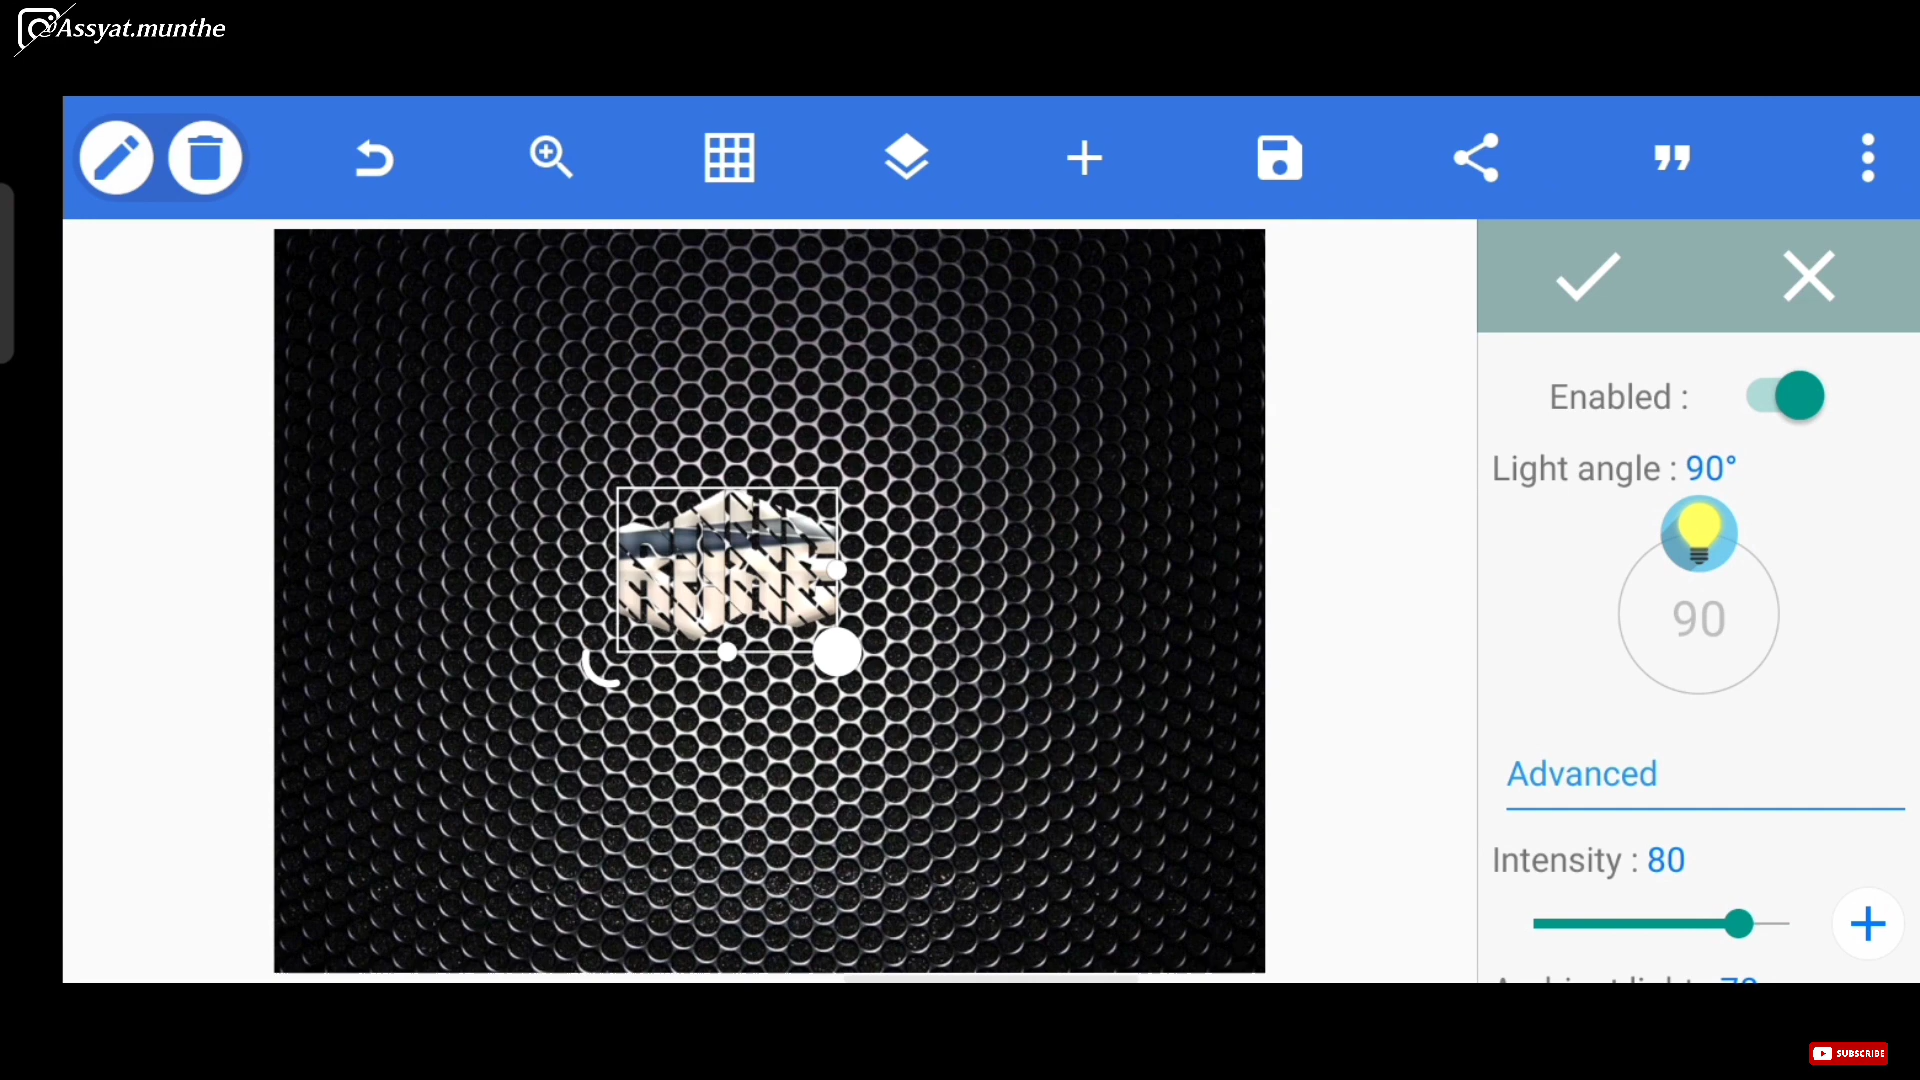 @Assyat.munthe
Enabled :
Light angle : 90°
90
Advanced
Intensity : 80
SUBSCRIBE